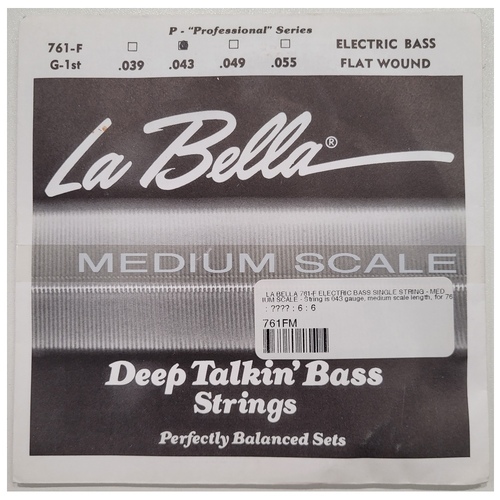 P - "Professional" Series
761-F ELECTRIC BASS
G-1st .039 .043 .049 .055 FLAT WOUND
La Bella®
MEDIUM SCALE
LA BELLA 761-F ELECTRIC BASS SINGLE STRING - MED
IUM SCALE - String is 043 gauge, medium scale length, for 76
: ???? : 6 : 6
761FM
Deep Talkin' Bass
Strings
Perfectly Balanced Sets